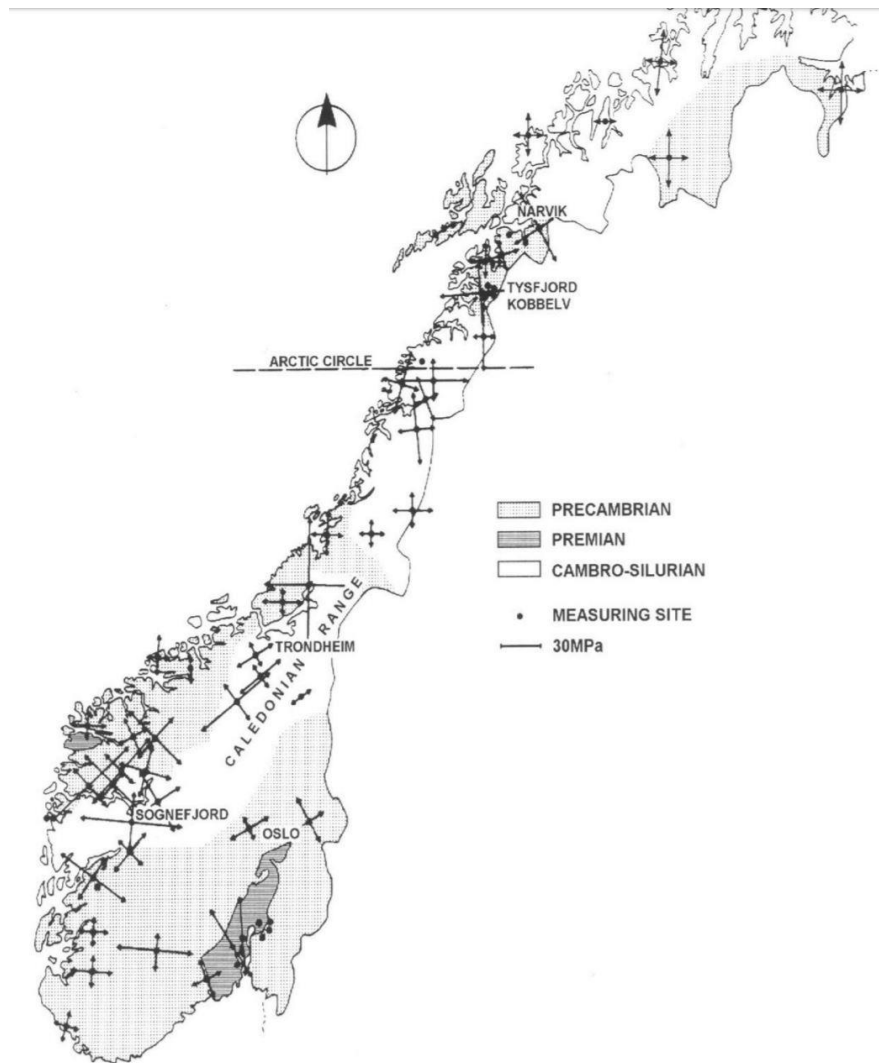 NARVIK
TYSFJORD
KOBBELV
ARCTIC CIRCLE
PRECAMBRIAN
PREMIAN
CAMBRO-SILURIAN
MEASURING SITE
30MPa
TRONDHEIM
CALEDONIAN RANGE
SOGNEFJORD
OSLO